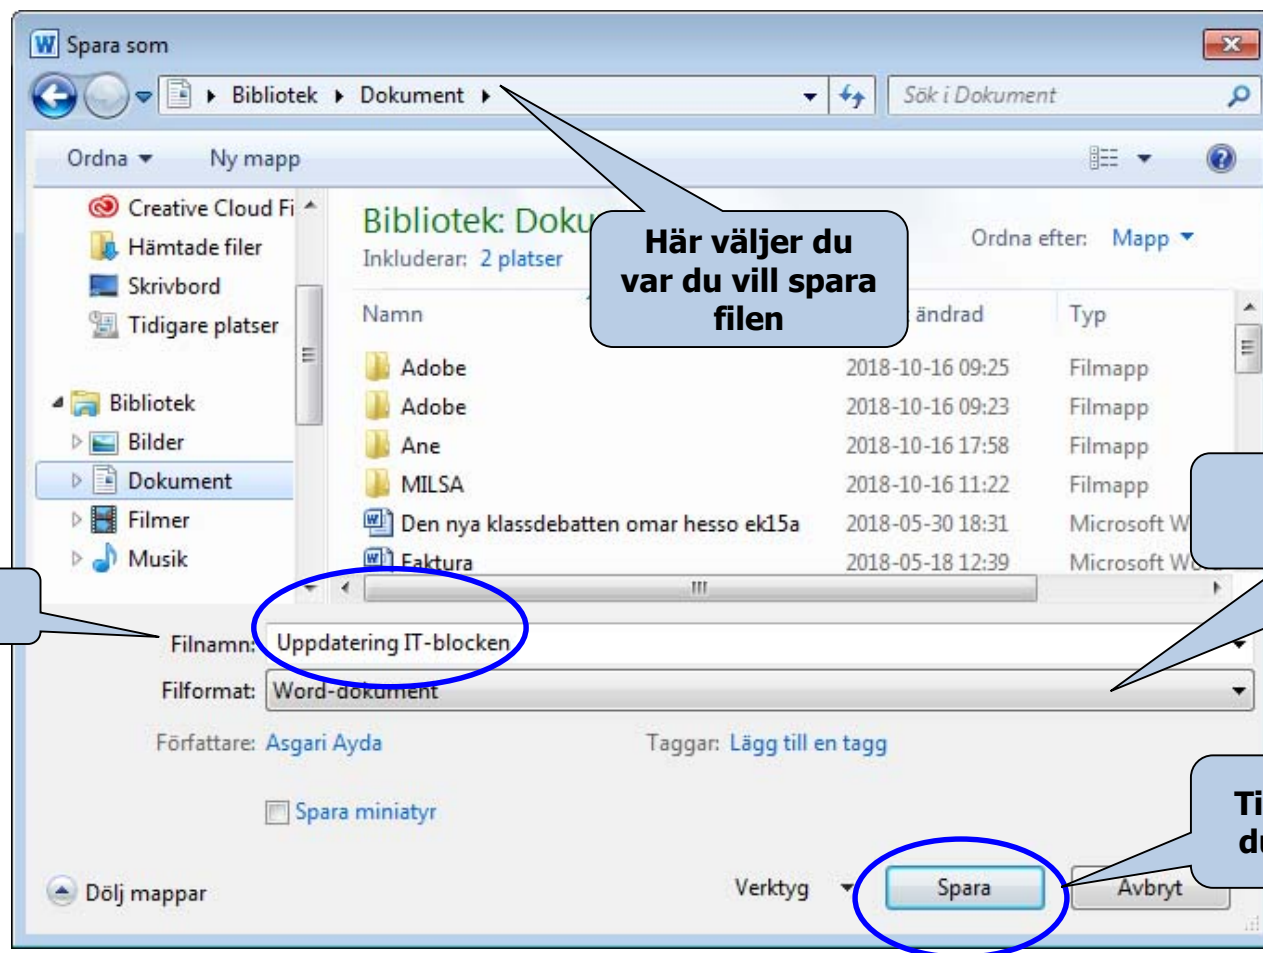 Spara som
Bibliotek Dokument Sök i Dokument
Ordna Ny mapp
Creative Cloud Fi
Hämtade filer
Skrivbord
Tidigare platser
Bibliotek
Bilder
Dokument
Filmer
Musik
Bibliotek: Doku
Inkluderar: 2 platser
Ordna efter: Mapp
Här väljer du
var du vill spara
filen
Namn ändrad Typ
Adobe 2018-10-16 09:25 Filmapp
Adobe 2018-10-16 09:23 Filmapp
Ane 2018-10-16 17:58 Filmapp
MILSA 2018-10-16 11:22 Filmapp
Den nya klassdebatten omar hesso ek15a 2018-05-30 18:31 Microsoft W
Faktura 2018-05-18 12:39 Microsoft Word
Filnamn: Uppdatering IT-blocken
Filformat: Word-dokument
Författare: Asgari Ayda Taggar: Lägg till en tagg
Spara miniatyr
Ti
du
Dölj mappar Verktyg Spara Avbryt